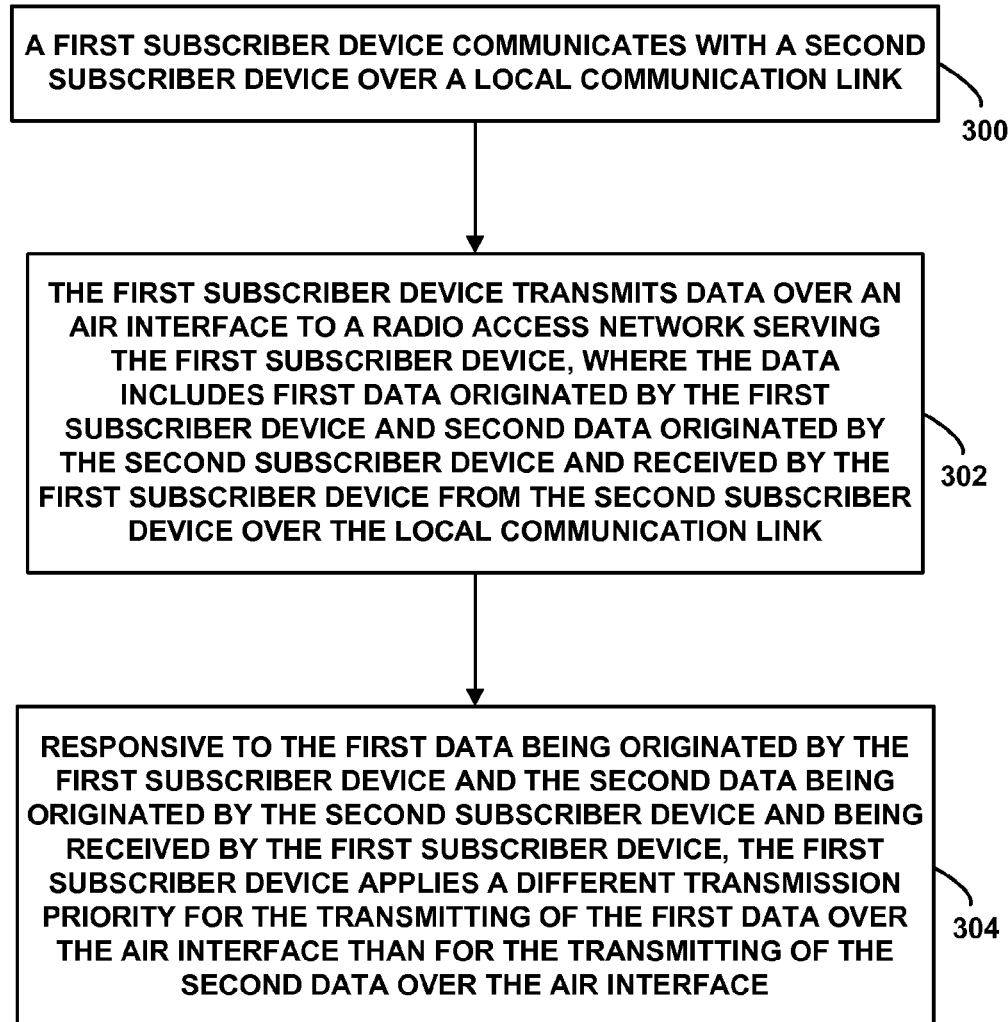 A FIRST SUBSCRIBER DEVICE COMMUNICATES WITH A SECOND
SUBSCRIBER DEVICE OVER A LOCAL COMMUNICATION LINK
300
THE FIRST SUBSCRIBER DEVICE TRANSMITS DATA OVER AN
AIR INTERFACE TO A RADIO ACCESS NETWORK SERVING
THE FIRST SUBSCRIBER DEVICE, WHERE THE DATA
INCLUDES FIRST DATA ORIGINATED BY THE FIRST
SUBSCRIBER DEVICE AND SECOND DATA ORIGINATED BY
THE SECOND SUBSCRIBER DEVICE AND RECEIVED BY THE
FIRST SUBSCRIBER DEVICE FROM THE SECOND SUBSCRIBER
DEVICE OVER THE LOCAL COMMUNICATION LINK
302
RESPONSIVE TO THE FIRST DATA BEING ORIGINATED BY THE
FIRST SUBSCRIBER DEVICE AND THE SECOND DATA BEING
ORIGINATED BY THE SECOND SUBSCRIBER DEVICE AND BEING
RECEIVED BY THE FIRST SUBSCRIBER DEVICE, THE FIRST
SUBSCRIBER DEVICE APPLIES A DIFFERENT TRANSMISSION
PRIORITY FOR THE TRANSMITTING OF THE FIRST DATA OVER
THE AIR INTERFACE THAN FOR THE TRANSMITTING OF THE
SECOND DATA OVER THE AIR INTERFACE
304